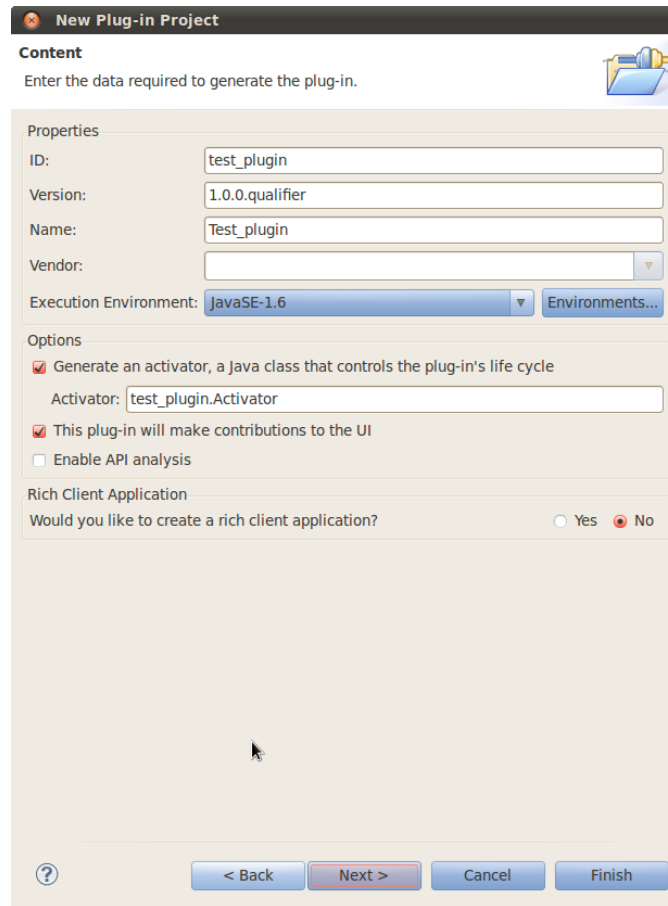 New Plug-in Project
Content
Enter the data required to generate the plug-in.
Properties
ID: test_plugin
Version: 1.0.0.qualifier
Name: Test_plugin
Vendor:
Execution Environment: JavaSE-1.6 Environments...
Options
Generate an activator, a Java class that controls the plug-in's life cycle
Activator: test_plugin.Activator
This plug-in will make contributions to the UI
Enable API analysis
Rich Client Application
Would you like to create a rich client application? Yes No
? < Back Next > Cancel Finish